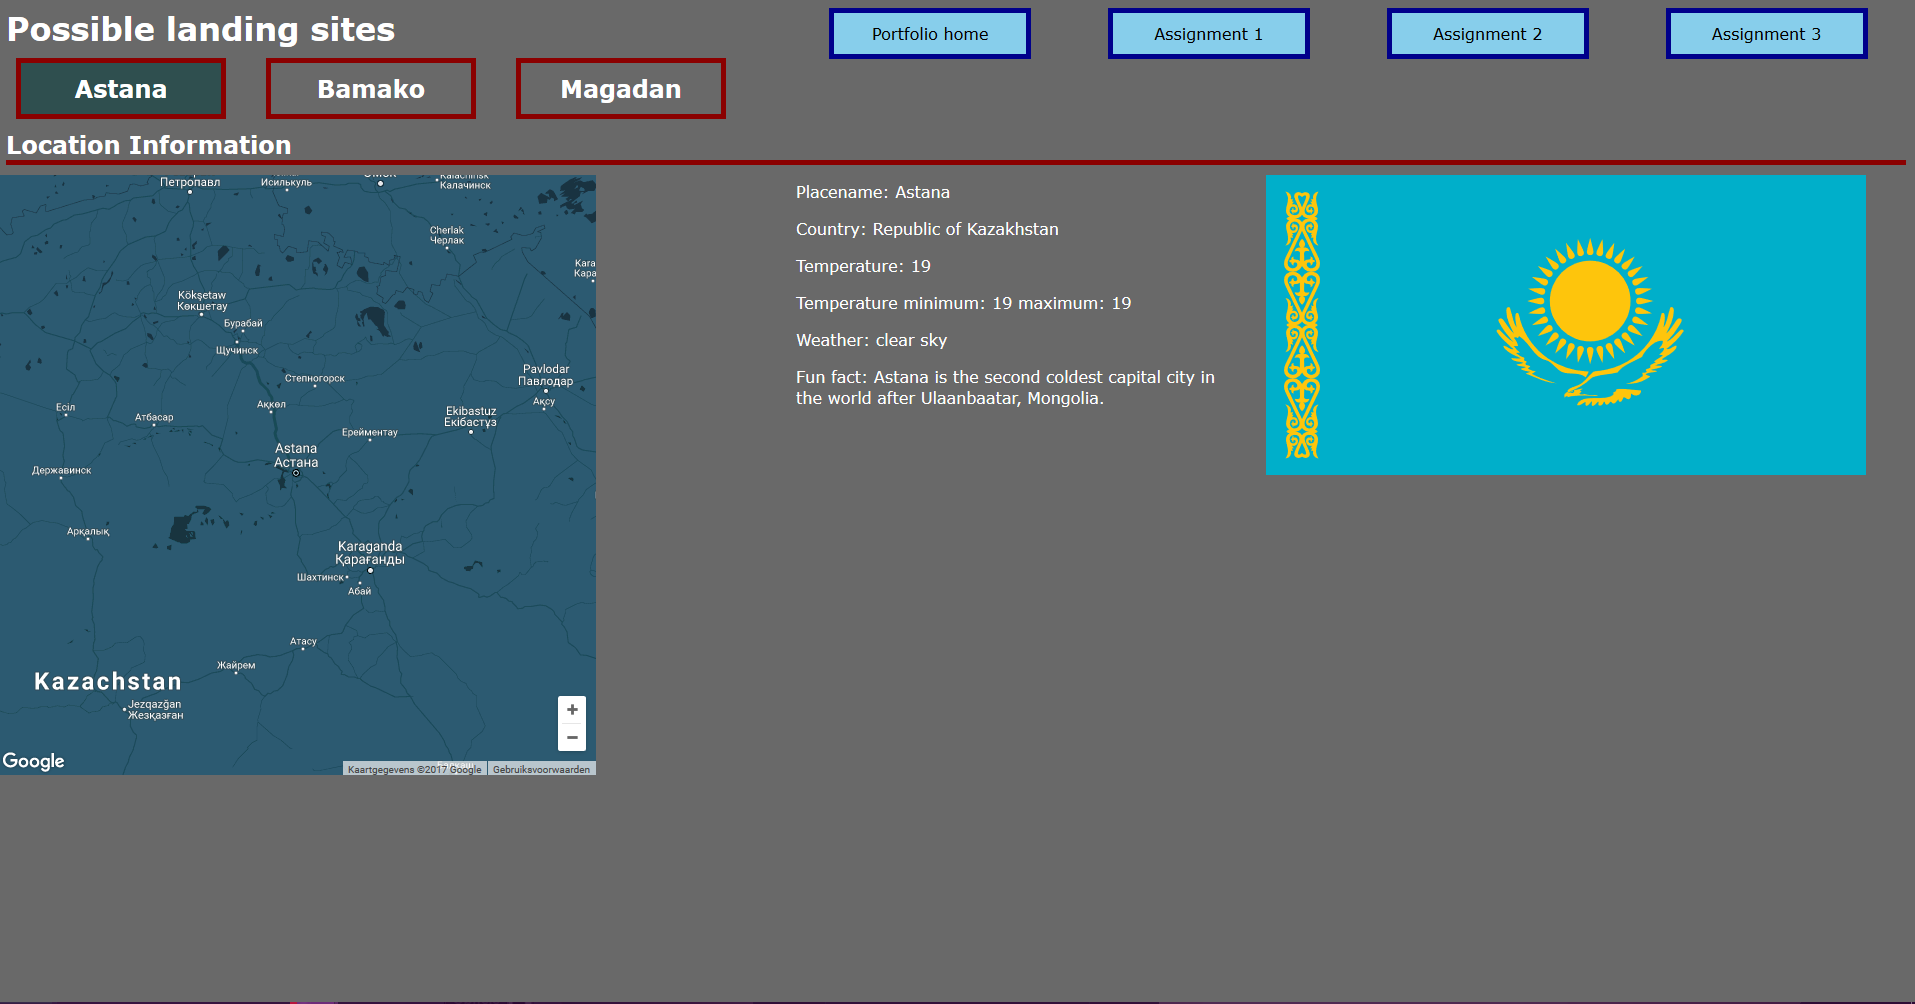 Possible landing sites
Portfolio home
Assignment 1
Assignment 2
Assignment 3
Astana
Bamako
Magadan
Location Information
Петропавл
Исилькуль
Kalachinsk
Калачинск
Cherlak
Черлак
Kara
Кара
Kökşetaw
Көкшетау
Бурабай
Щучинск
Степногорск
Pavlodar
Павлодар
Ақсу
Есіл
Атбасар
Ақкөл
Ekibastuz
Екібастұз
Ерейментау
Astana
Астана
Державинск
Арқалық
Karaganda
Қарағанды
Шахтинск
Абай
Атасу
Жайрем
Kazachstan
Jezqazğan
Жезқазған
Google
Kaartgegevens ©2017 Google
Gebruiksvoorwaarden
Placename: Astana
Country: Republic of Kazakhstan
Temperature: 19
Temperature minimum: 19 maximum: 19
Weather: clear sky
Fun fact: Astana is the second coldest capital city in
the world after Ulaanbaatar, Mongolia.